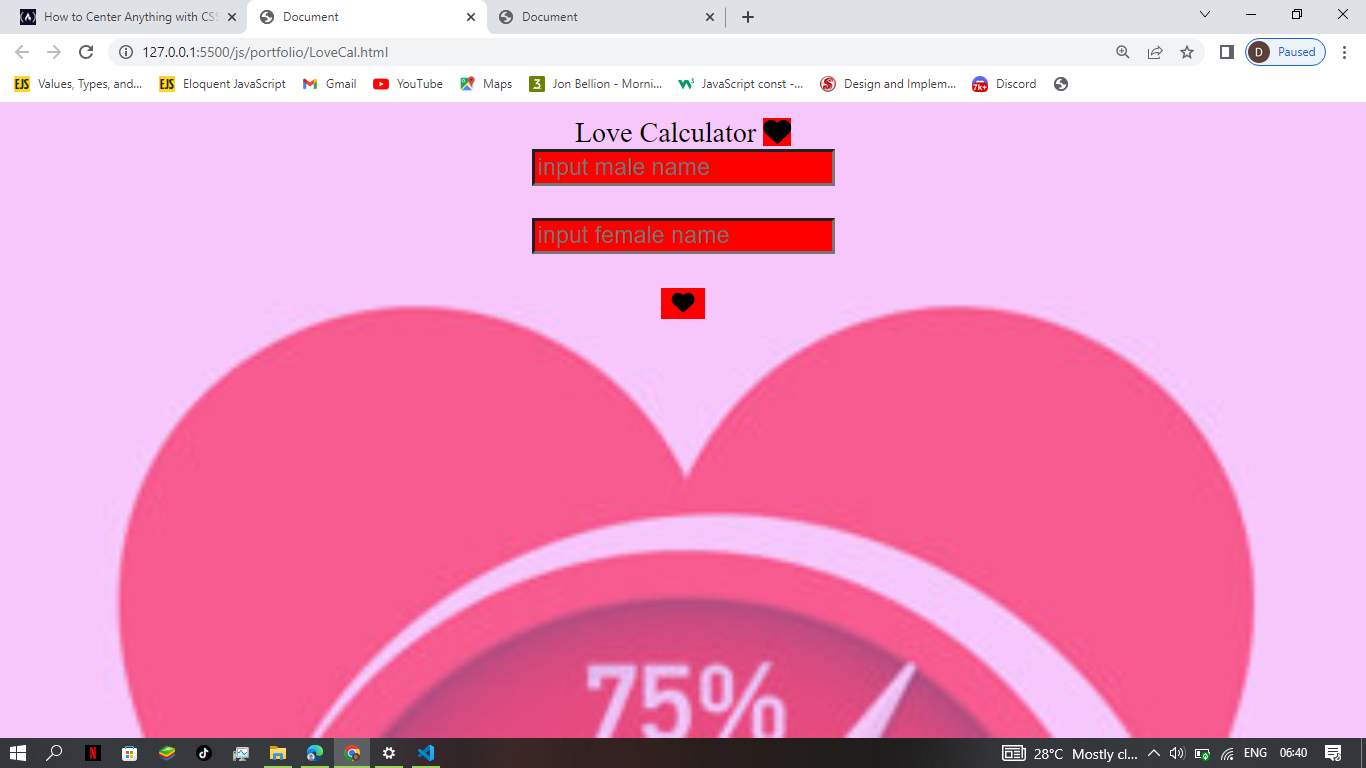 How to Center Anything with CSS
Document
Document
127.0.0.1:5500/js/portfolio/LoveCal.html
D
Paused
EJS
Values, Types, and...
EJS
Eloquent JavaScript
Gmail
YouTube
Maps
3
Jon Bellion - Morni...
JavaScript const -...
S
Design and Implem...
7k+
Discord
Love Calculator
input male name
input female name
75%
N
28°C Mostly cl...
ENG
06:40